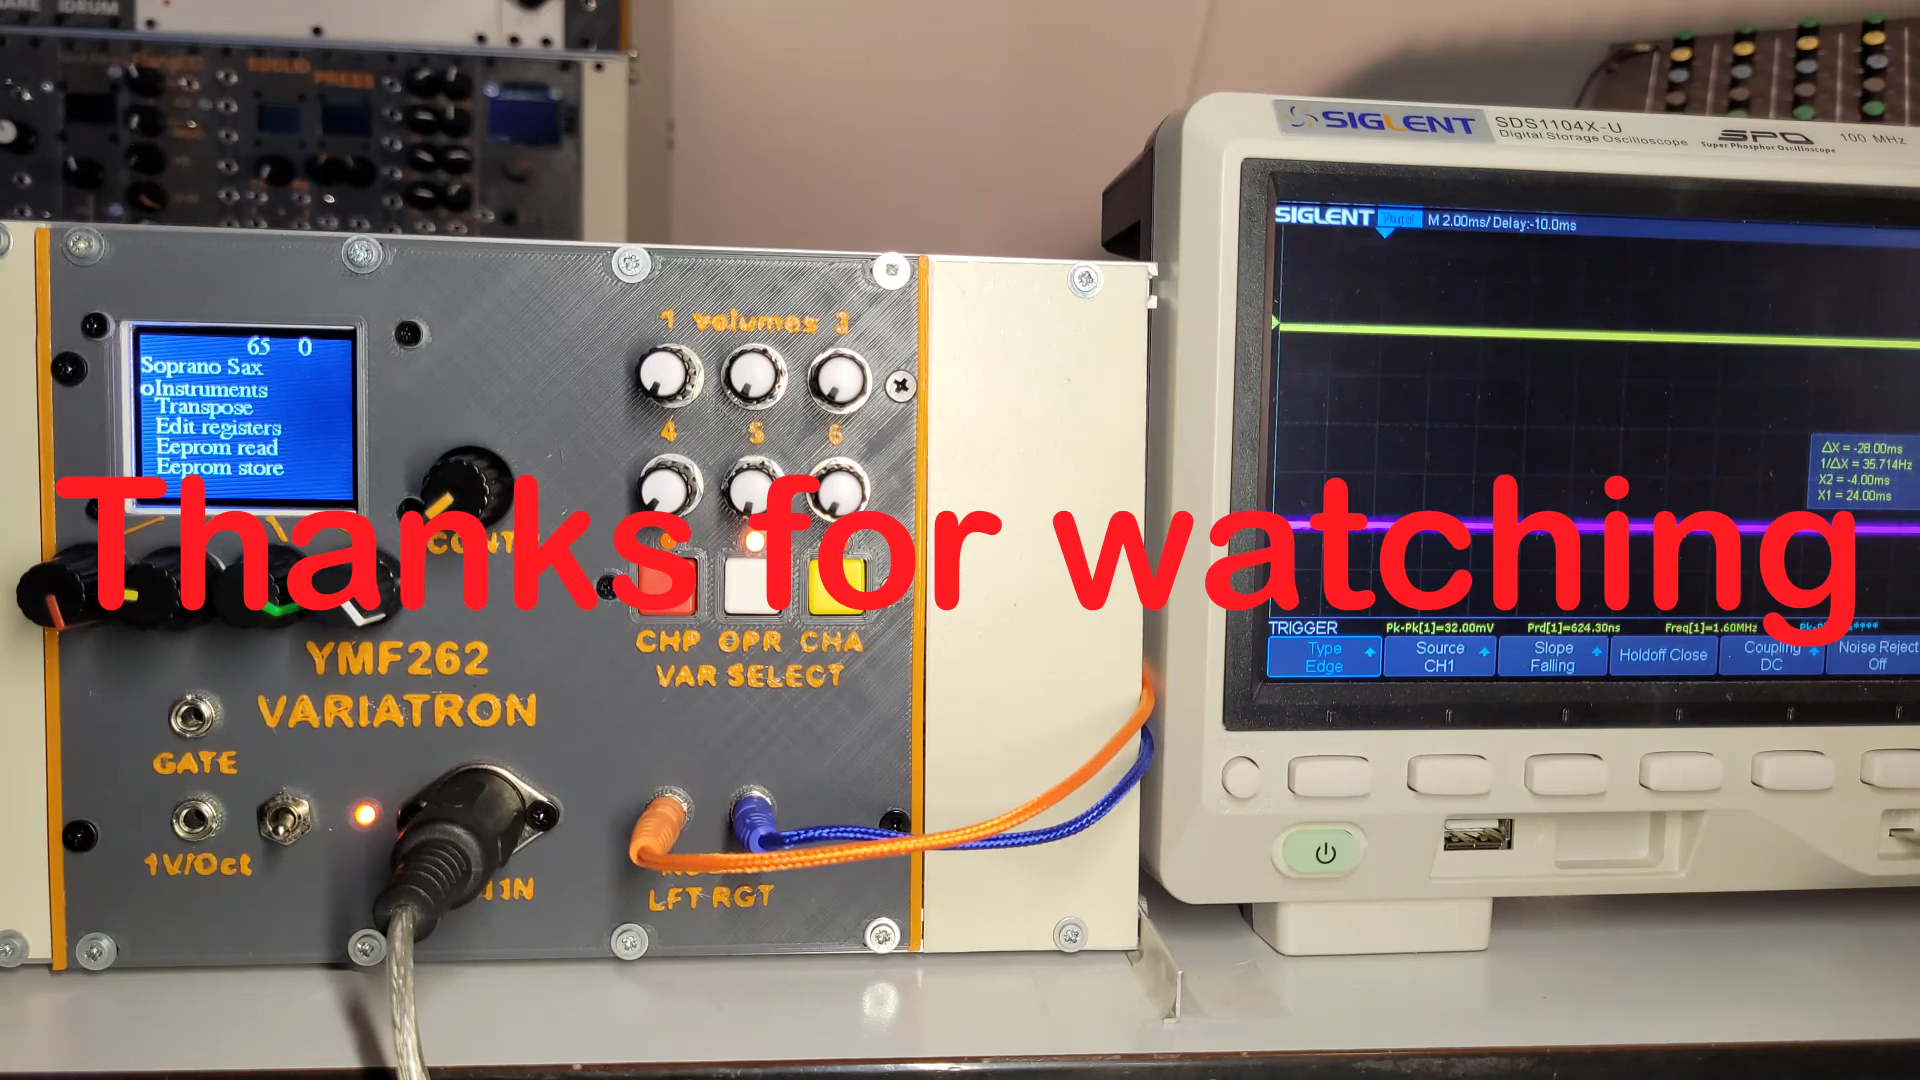 iDRUM
EUCLID
PRESS
SIGLENT SDS1104X-U
Digital Storage Oscilloscope
SPO
Super Phosphor Oscilloscope
100 MHz
SIGLENT M 2.00ms/ Delay:-10.0ms
65 0
Soprano Sax
Instruments
Transpose
Edit registers
Eeprom read
Eeprom store
1 volumes 3
4 5 6
ΔX = -28.00ms
1/ΔX = 35.714Hz
X2 = -4.00ms
X1 = 24.00ms
Thanks for watching
CHP OPR CHA
VAR SELECT
YMF262
VARIATRON
GATE
1V/Oct
LFT RGT
TRIGGER Pk-Pk[1]=32.00mV Prd[1]=624.30ns Freq[1]=1.60MHz
Type
Edge
Source
CH1
Slope
Falling
Holdoff Close
Coupling
DC
Noise Reject
Off